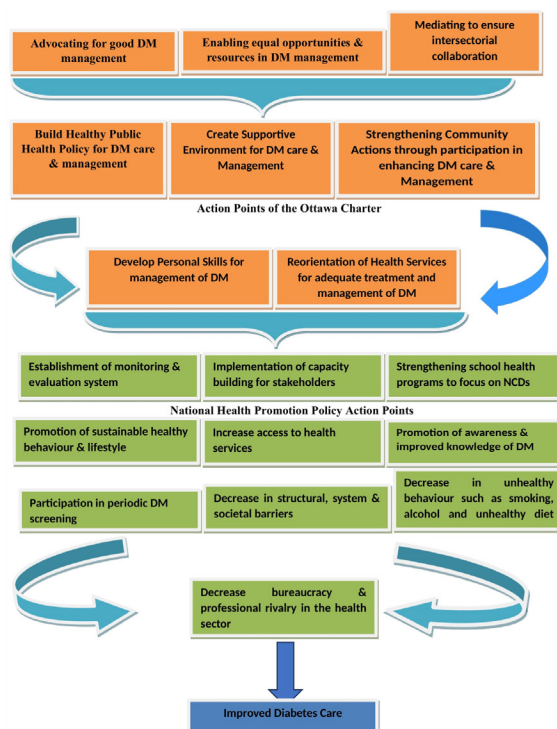 Advocating for good DM
management
Enabling equal opportunities &
resources in DM management
Mediating to ensure
intersectorial
collaboration
Build Healthy Public
Health Policy for DM care
& management
Create Supportive
Environment for DM care &
Management
Strengthening Community
Actions through participation in
enhancing DM care &
Management
Action Points of the Ottawa Charter
Develop Personal Skills for
management of DM
Reorientation of Health Services
for adequate treatment and
management of DM
Establishment of monitoring &
evaluation system
Implementation of capacity
building for stakeholders
Strengthening school health
programs to focus on NCDs
National Health Promotion Policy Action Points
Promotion of sustainable healthy
behaviour & lifestyle
Increase access to health
services
Promotion of awareness &
improved knowledge of DM
Participation in periodic DM
screening
Decrease in structural, system &
societal barriers
Decrease in unhealthy
behaviour such as smoking,
alcohol and unhealthy diet
Decrease bureaucracy &
professional rivalry in the health
sector
Improved Diabetes Care